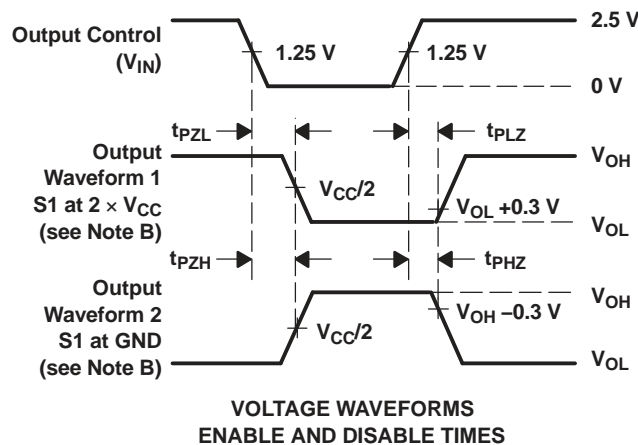 Output Control
(VIN)
1.25 V
1.25 V
2.5 V
0 V
tPZL
tPLZ
Output
Waveform 1
S1 at 2 × VCC
(see Note B)
VCC/2
VOH
VOL +0.3 V
VOL
tPZH
tPHZ
Output
Waveform 2
S1 at GND
(see Note B)
VCC/2
VOH
VOH –0.3 V
VOL
VOLTAGE WAVEFORMS
ENABLE AND DISABLE TIMES